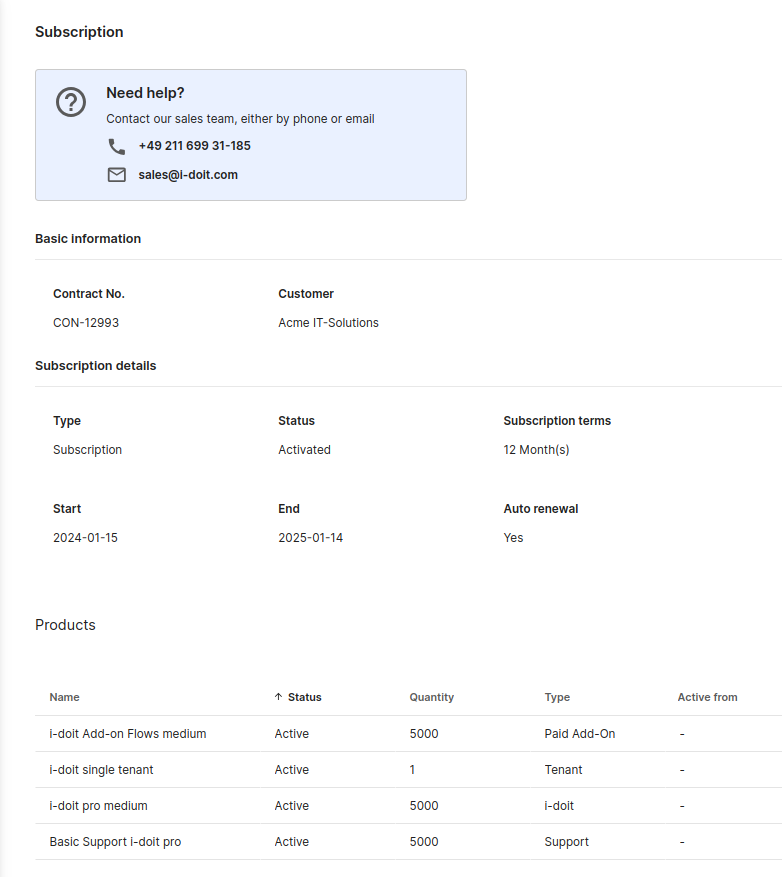 Subscription
Need help?
Contact our sales team, either by phone or email
+49 211 699 31-185
sales@i-doit.com
Basic information
Contract No. Customer
CON-12993 Acme IT-Solutions
Subscription details
Type Status Subscription terms
Subscription Activated 12 Month(s)
Start End Auto renewal
2024-01-15 2025-01-14 Yes
Products
Name ↑ Status Quantity Type Active from
i-doit Add-on Flows medium Active 5000 Paid Add-On -
i-doit single tenant Active 1 Tenant -
i-doit pro medium Active 5000 i-doit -
Basic Support i-doit pro Active 5000 Support -